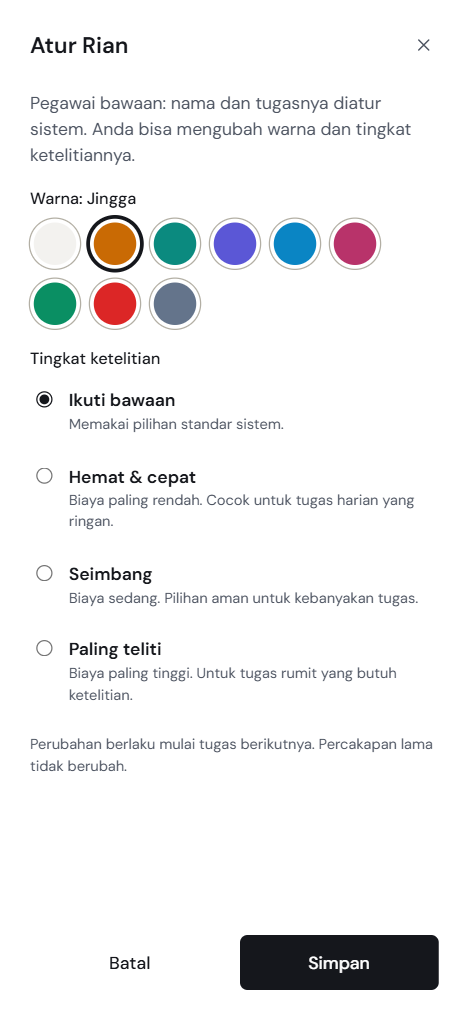 Atur Rian
Pegawai bawaan: nama dan tugasnya diatur
sistem. Anda bisa mengubah warna dan tingkat
ketelitiannya.
Warna: Jingga
Tingkat ketelitian
Ikuti bawaan
Memakai pilihan standar sistem.
Hemat & cepat
Biaya paling rendah. Cocok untuk tugas harian yang
ringan.
Seimbang
Biaya sedang. Pilihan aman untuk kebanyakan tugas.
Paling teliti
Biaya paling tinggi. Untuk tugas rumit yang butuh
ketelitian.
Perubahan berlaku mulai tugas berikutnya. Percakapan lama
tidak berubah.
Batal
Simpan